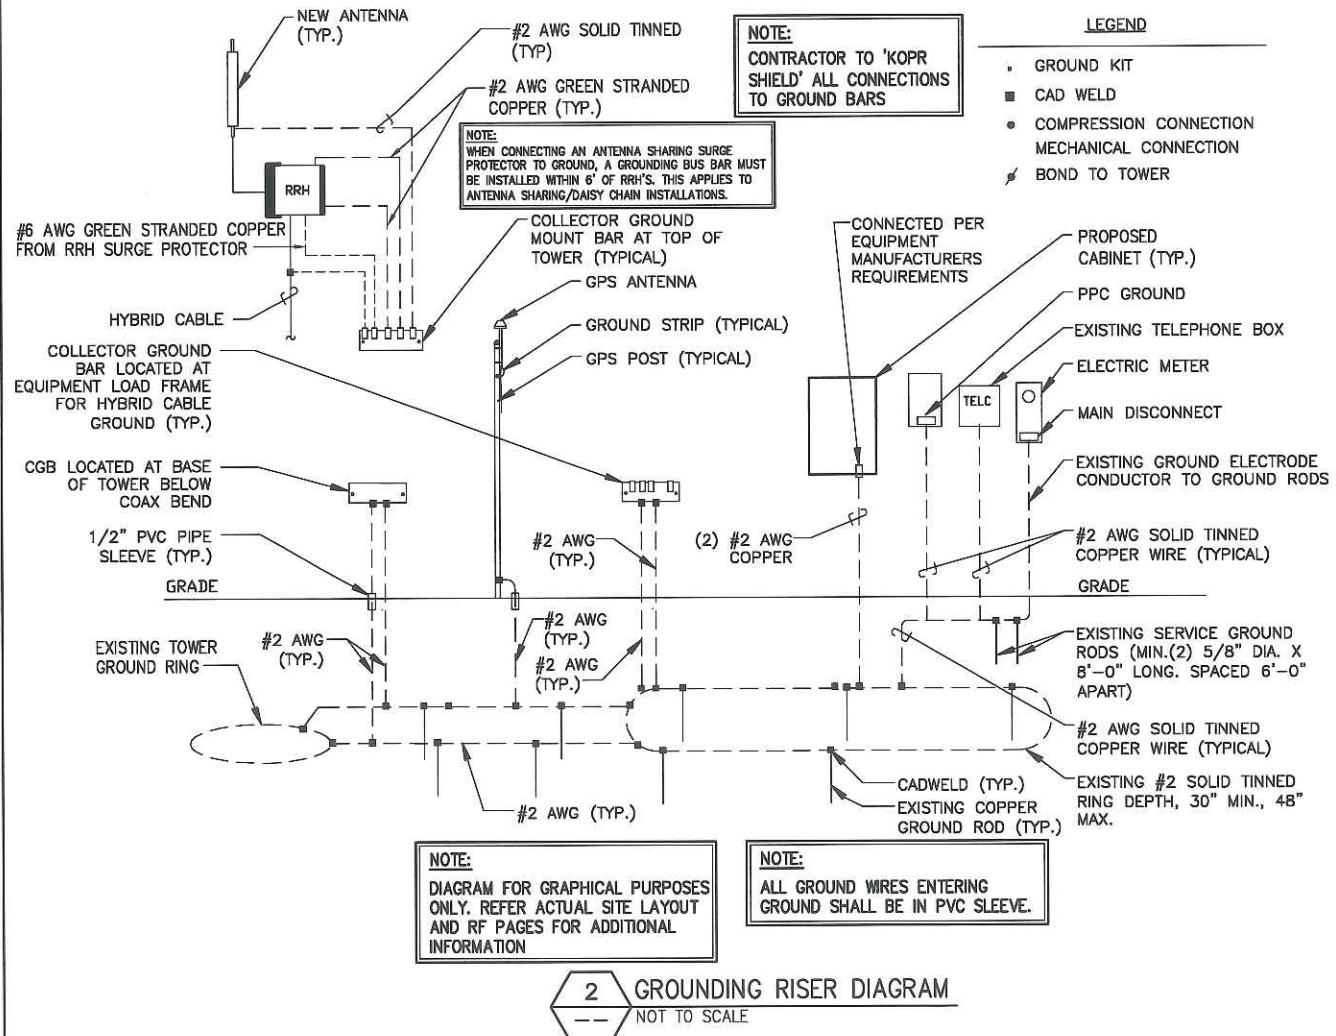 NEW ANTENNA
(TYP.)
#2 AWG SOLID TINNED
(TYP)
#2 AWG GREEN STRANDED
COPPER (TYP.)
NOTE:
CONTRACTOR TO 'KOPR
SHIELD' ALL CONNECTIONS
TO GROUND BARS
LEGEND
GROUND KIT
CAD WELD
COMPRESSION CONNECTION
MECHANICAL CONNECTION
BOND TO TOWER
NOTE:
WHEN CONNECTING AN ANTENNA SHARING SURGE
PROTECTOR TO GROUND, A GROUNDING BUS BAR MUST
BE INSTALLED WITHIN 6' OF RRH'S. THIS APPLIES TO
ANTENNA SHARING/DAISY CHAIN INSTALLATIONS.
RRH
#6 AWG GREEN STRANDED COPPER
FROM RRH SURGE PROTECTOR
COLLECTOR GROUND
MOUNT BAR AT TOP OF
TOWER (TYPICAL)
GPS ANTENNA
GROUND STRIP (TYPICAL)
GPS POST (TYPICAL)
CONNECTED PER
EQUIPMENT
MANUFACTURERS
REQUIREMENTS
PROPOSED
CABINET (TYP.)
PPC GROUND
EXISTING TELEPHONE BOX
ELECTRIC METER
MAIN DISCONNECT
TELC
HYBRID CABLE
COLLECTOR GROUND
BAR LOCATED AT
EQUIPMENT LOAD FRAME
FOR HYBRID CABLE
GROUND (TYP.)
CGB LOCATED AT BASE
OF TOWER BELOW
COAX BEND
1/2" PVC PIPE
SLEEVE (TYP.)
GRADE
#2 AWG
(TYP.)
(2) #2 AWG
COPPER
EXISTING GROUND ELECTRODE
CONDUCTOR TO GROUND RODS
#2 AWG SOLID TINNED
COPPER WIRE (TYPICAL)
GRADE
EXISTING TOWER
GROUND RING
#2 AWG
(TYP.)
#2 AWG
(TYP.)
#2 AWG
(TYP.)
EXISTING SERVICE GROUND
RODS (MIN.(2) 5/8" DIA. X
8'-0" LONG. SPACED 6'-0"
APART)
#2 AWG SOLID TINNED
COPPER WIRE (TYPICAL)
EXISTING #2 SOLID TINNED
RING DEPTH, 30" MIN., 48"
MAX.
#2 AWG (TYP.)
CADWELD (TYP.)
EXISTING COPPER
GROUND ROD (TYP.)
NOTE:
DIAGRAM FOR GRAPHICAL PURPOSES
ONLY. REFER ACTUAL SITE LAYOUT
AND RF PAGES FOR ADDITIONAL
INFORMATION
NOTE:
ALL GROUND WIRES ENTERING
GROUND SHALL BE IN PVC SLEEVE.
2
--
GROUNDING RISER DIAGRAM
NOT TO SCALE